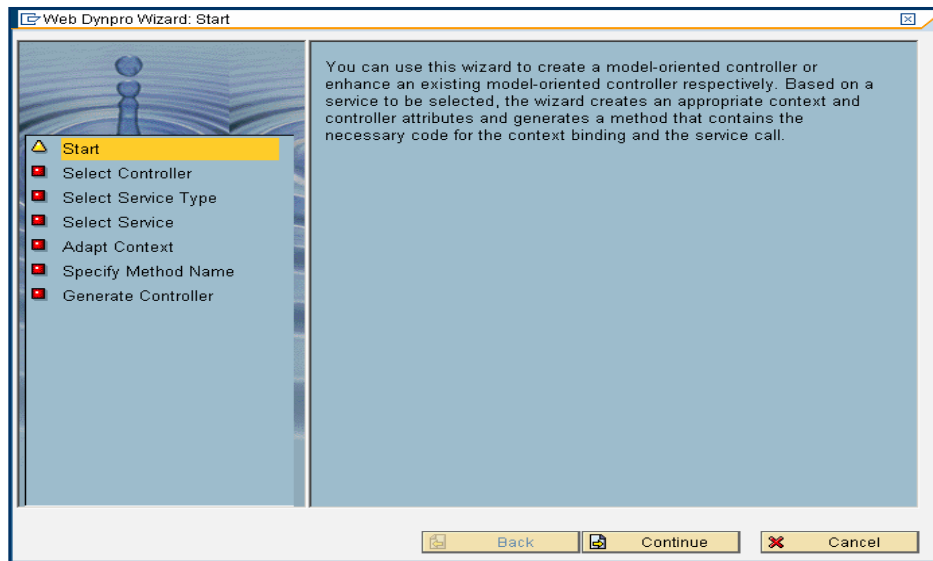 Web Dynpro Wizard: Start
You can use this wizard to create a model-oriented controller or
enhance an existing model-oriented controller respectively. Based on a
service to be selected, the wizard creates an appropriate context and
controller attributes and generates a method that contains the
necessary code for the context binding and the service call.
Start
Select Controller
Select Service Type
Select Service
Adapt Context
Specify Method Name
Generate Controller
Back Continue Cancel